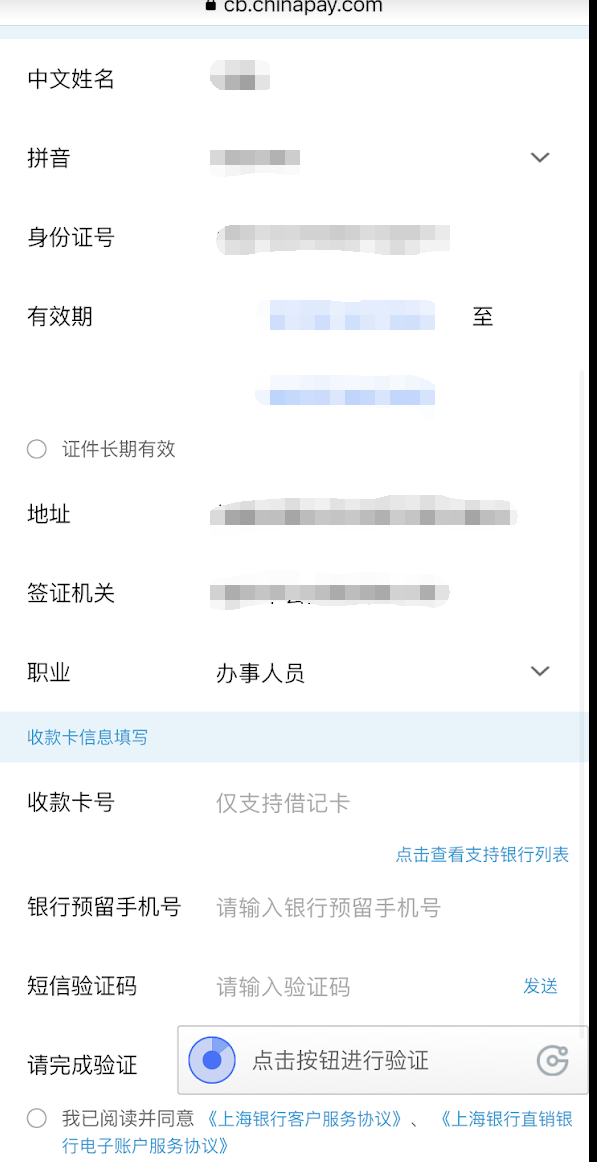 cb.chinapay.com
中文姓名
拼音
身份证号
有效期 至
证件长期有效
地址
签证机关
职业 办事人员
收款卡信息填写
收款卡号 仅支持借记卡
点击查看支持银行列表
银行预留手机号 请输入银行预留手机号
短信验证码 请输入验证码 发送
请完成验证 点击按钮进行验证
我已阅读并同意《上海银行客户服务协议》、《上海银行直销银
行电子账户服务协议》